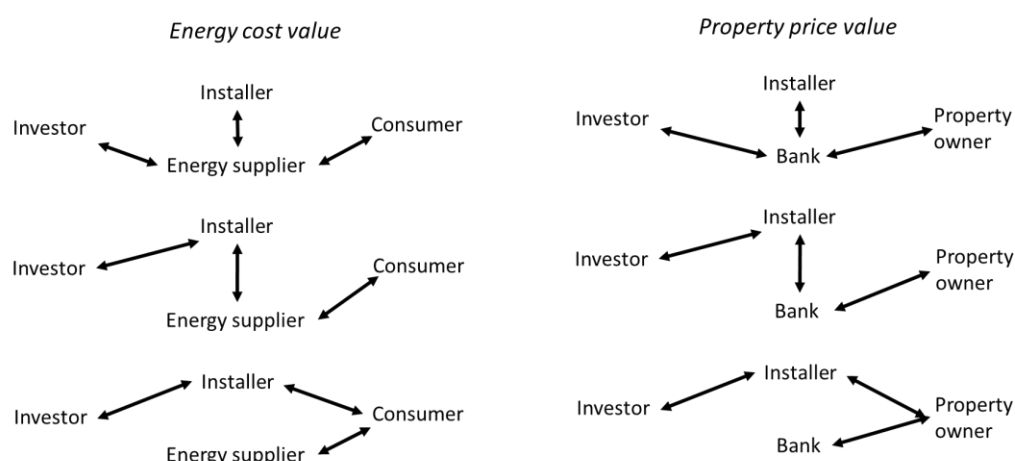 Energy cost value
Installer
Investor
Consumer
Energy supplier
Installer
Investor
Consumer
Energy supplier
Installer
Investor
Consumer
Energy supplier
Property price value
Installer
Investor
Property
owner
Bank
Installer
Investor
Property
owner
Bank
Installer
Investor
Property
owner
Bank